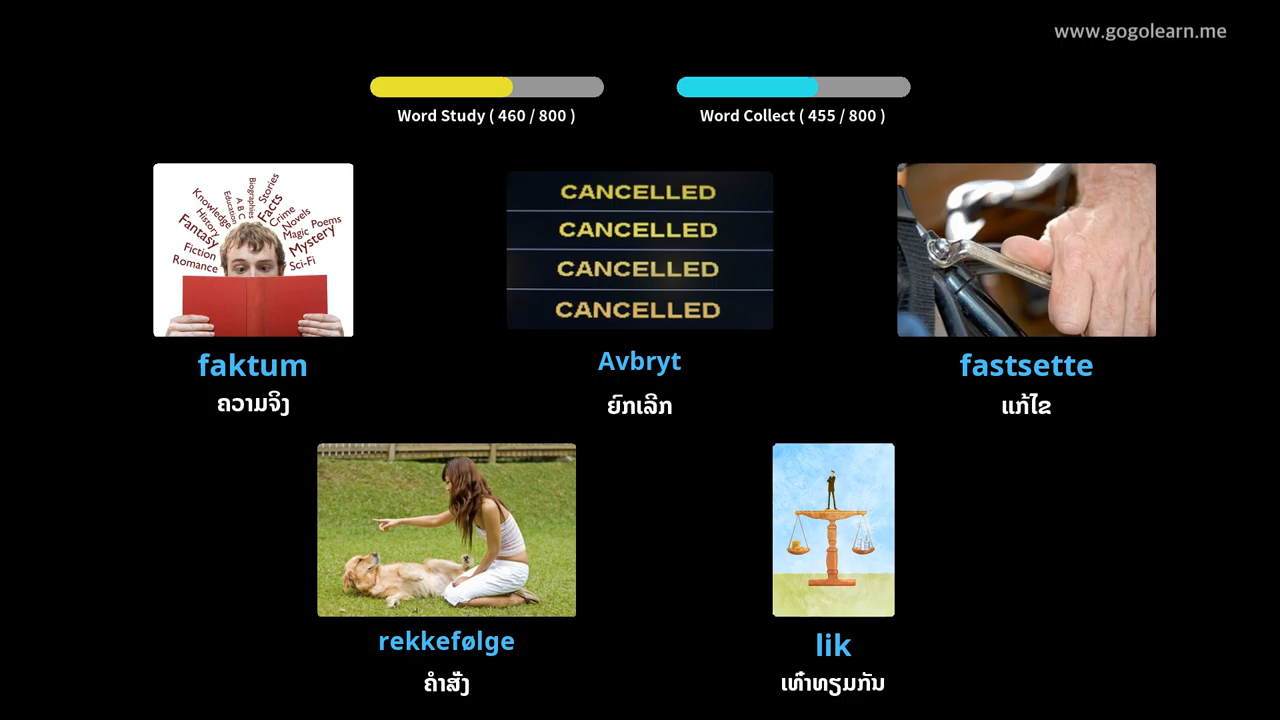 www.gogolearn.me
Word Study ( 460 / 800 )
Word Collect ( 455 / 800 )
Knowledge
History
Fantasy
Fiction
Romance
Education
A B C
Biographies
Stories
Facts
Crime
Novels
Magic Poems
Mystery
Sci-Fi
CANCELLED
CANCELLED
CANCELLED
CANCELLED
faktum
ຄວາມຈິງ
Avbryt
ຍົກເລີກ
fastsette
ແກ້ໄຂ
rekkefølge
ຄໍາສັ່ງ
lik
ເທົ່າທຽມກັນ